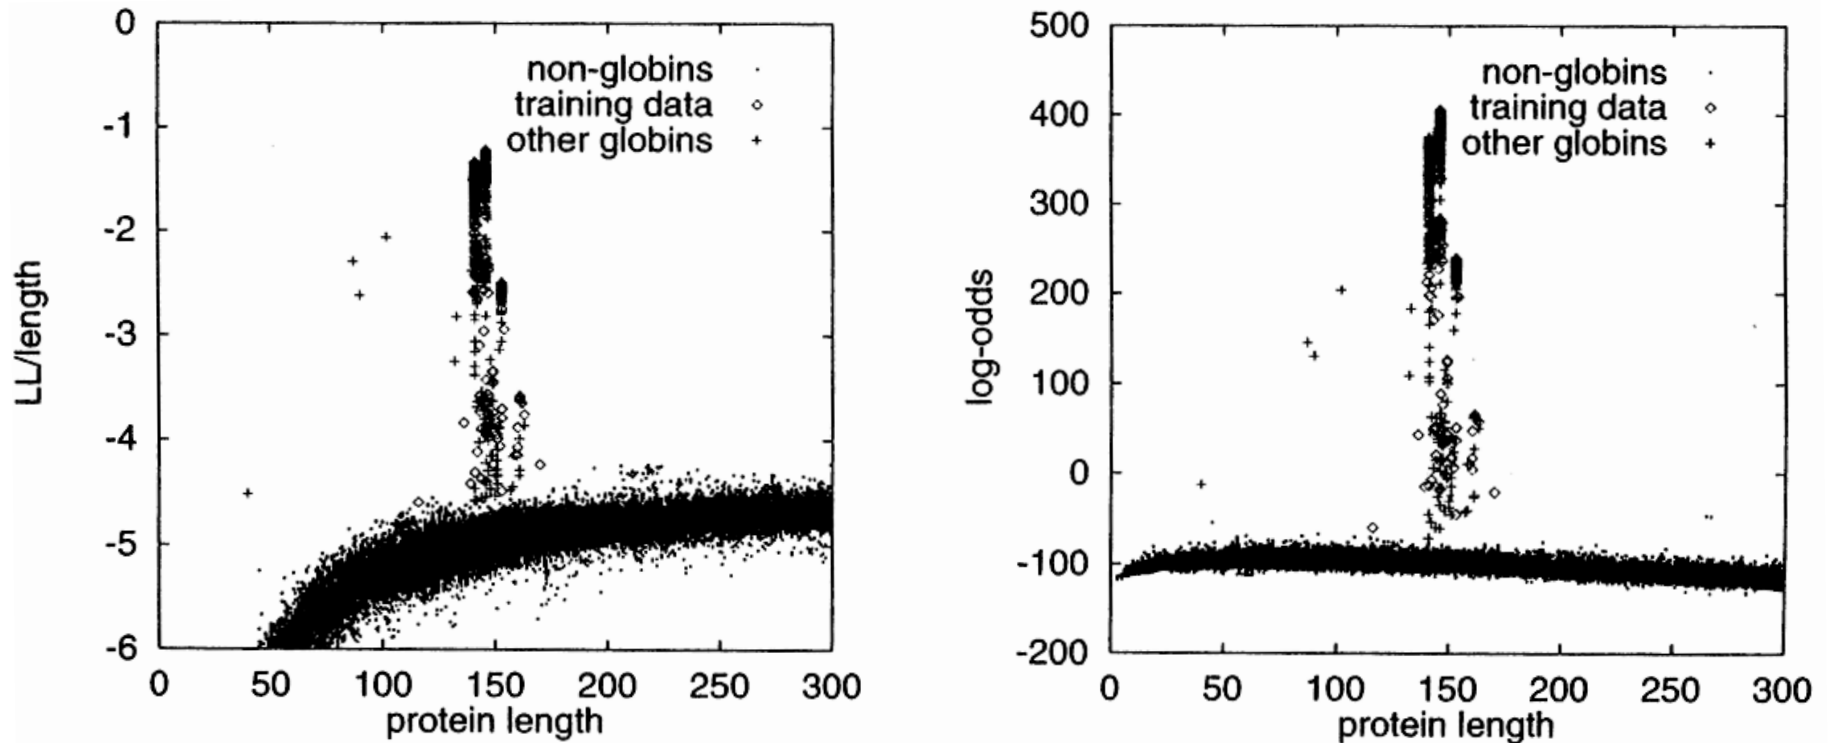 0
-1
-2
-3
-4
-5
-6
LL/length
non-globins
training data
other globins
0 50 100 150 200 250 300
protein length
500
400
300
200
100
0
-100
-200
log-odds
non-globins
training data
other globins
0 50 100 150 200 250 300
protein length